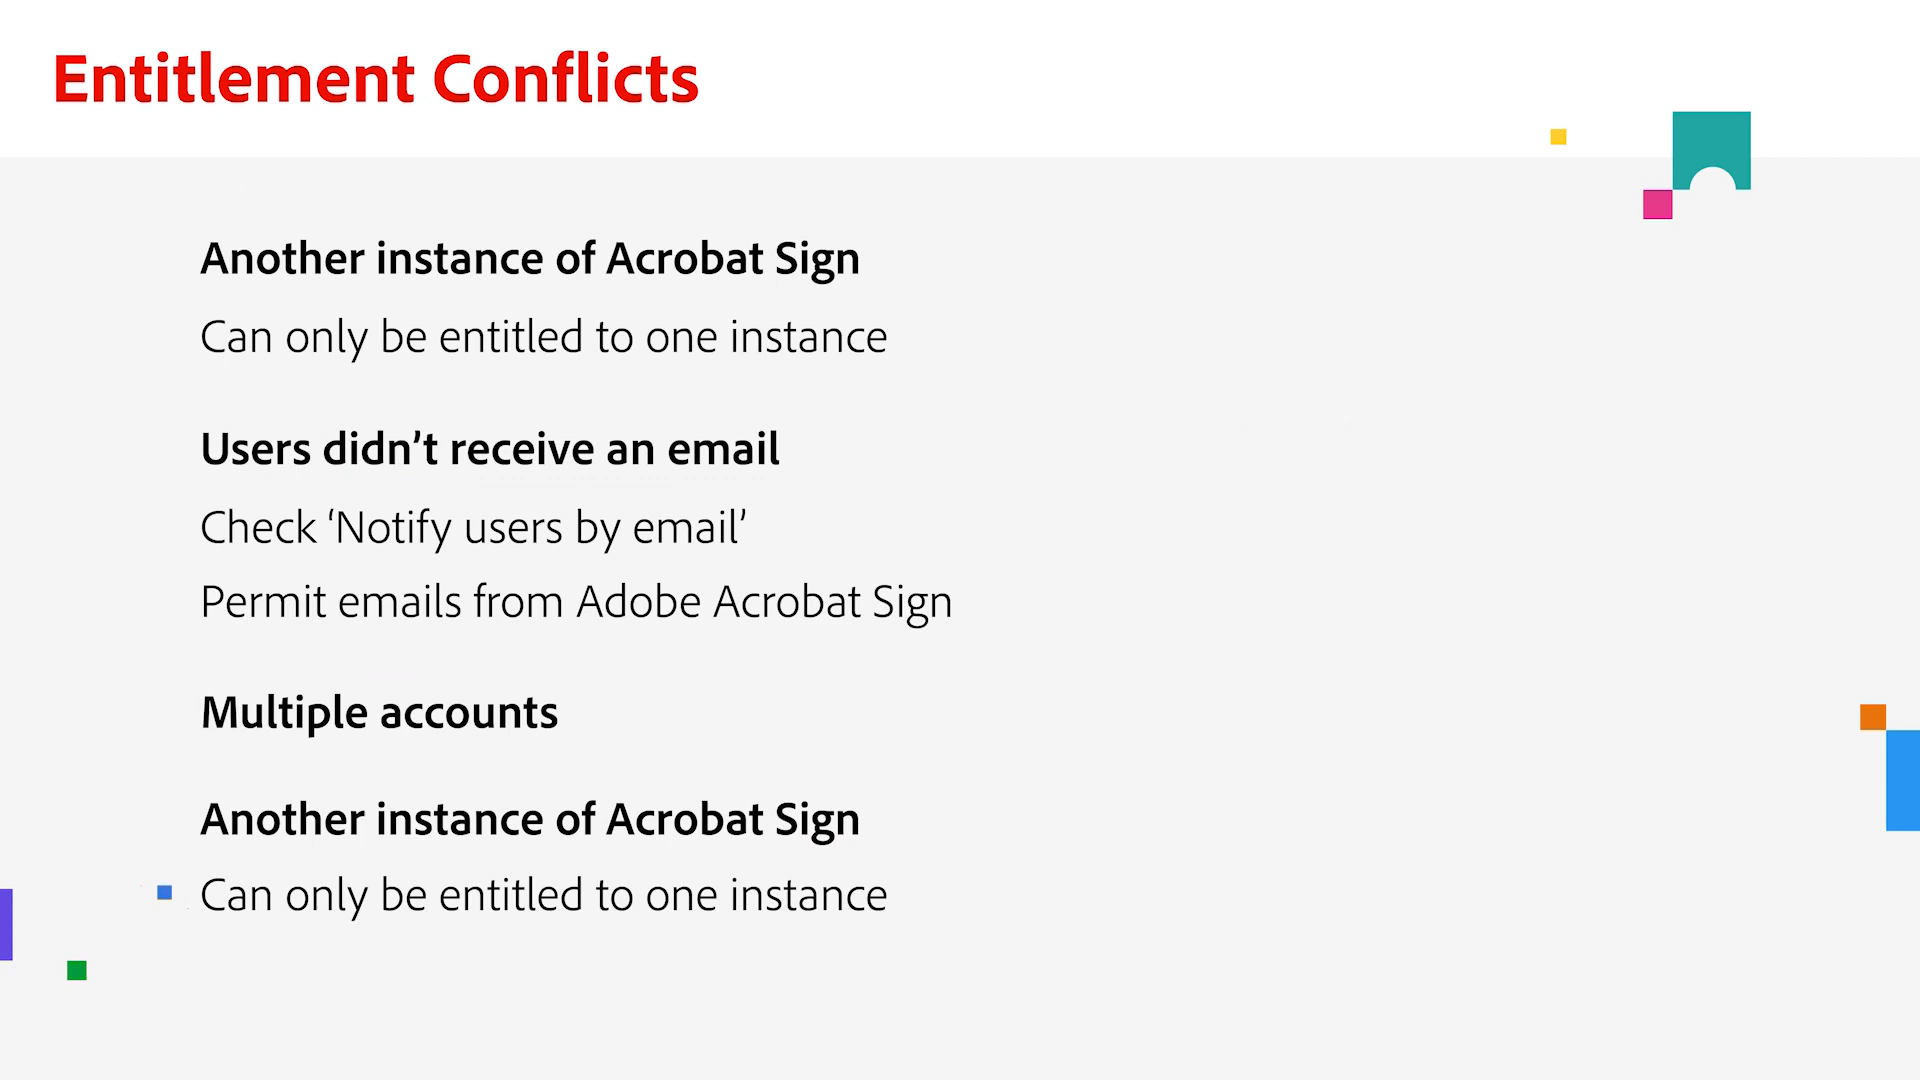 Entitlement Conflicts
Another instance of Acrobat Sign
Can only be entitled to one instance
Users didn’t receive an email
Check ‘Notify users by email’
Permit emails from Adobe Acrobat Sign
Multiple accounts
Another instance of Acrobat Sign
Can only be entitled to one instance